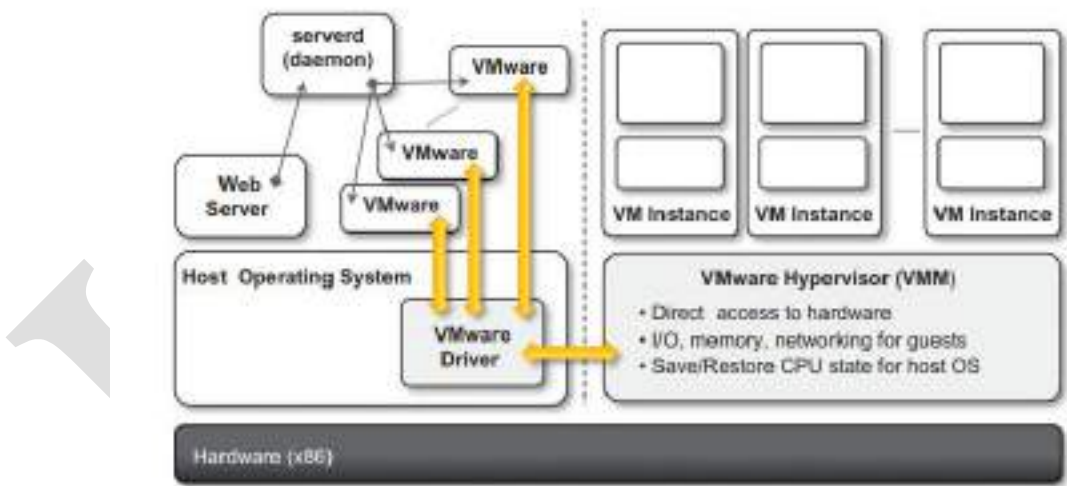 serverd
(daemon)
VMware
VMware
VMware
Web
Server
Host Operating System
VMware
Driver
VM Instance
VM Instance
VM Instance
VMware Hypervisor (VMM)
• Direct access to hardware
• I/O, memory, networking for guests
• Save/Restore CPU state for host OS
Hardware (x86)